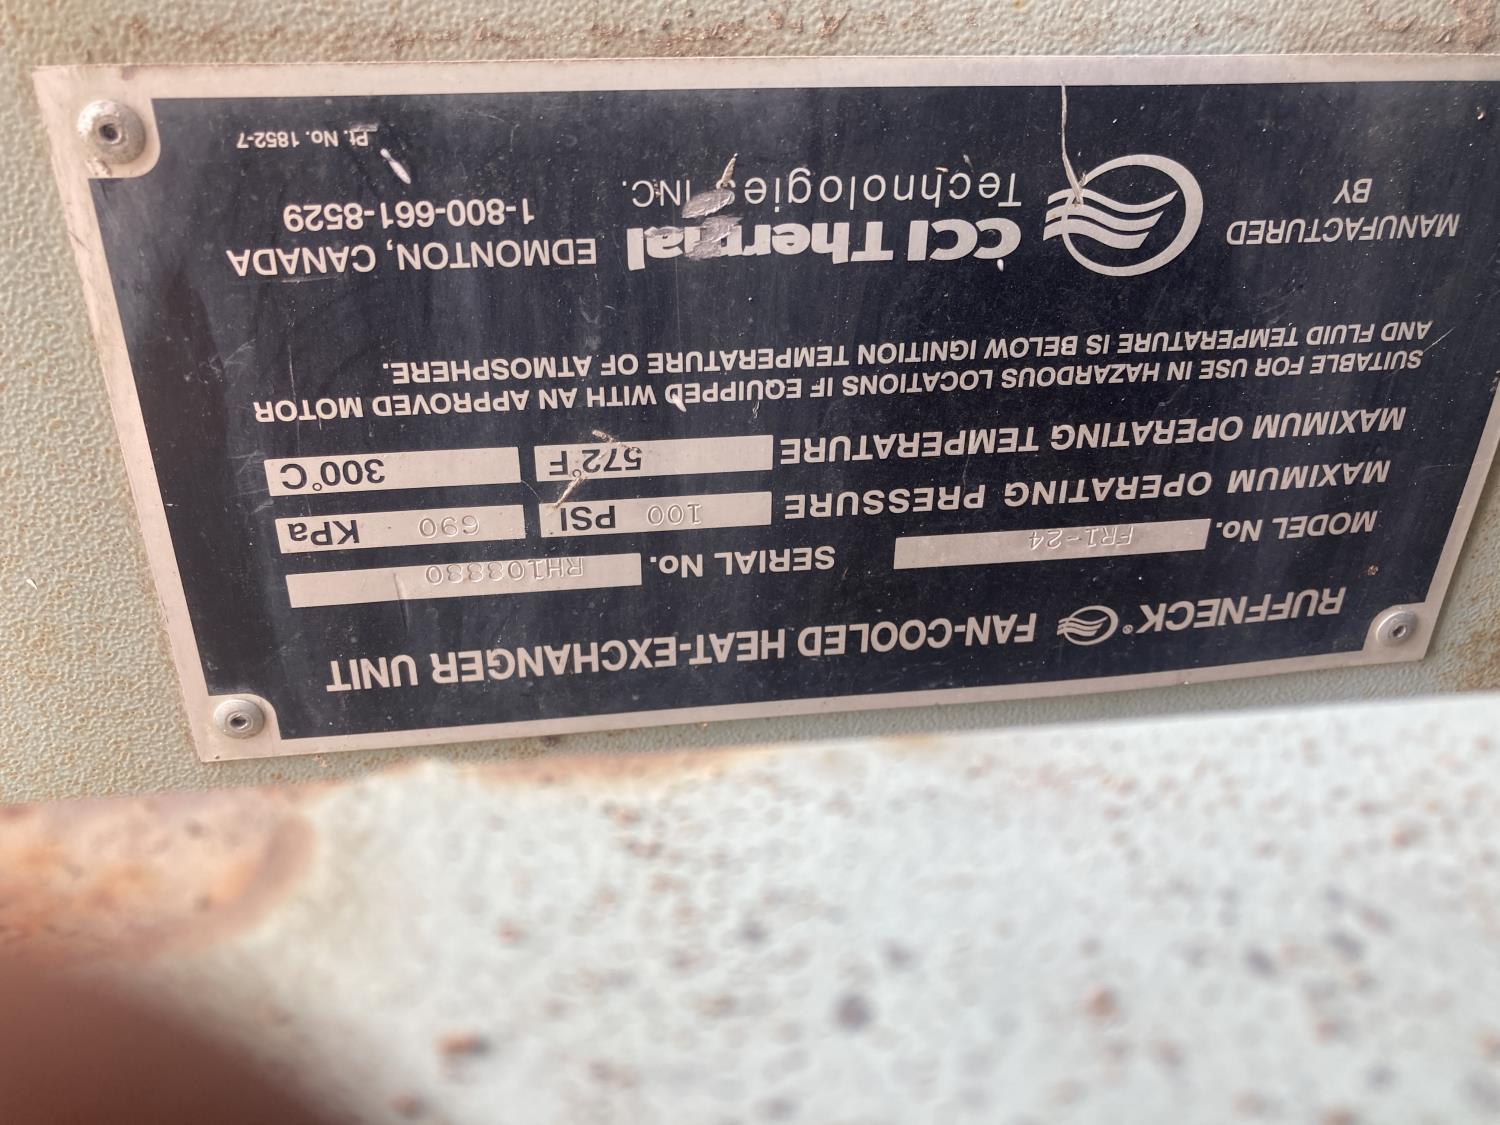 RUFFNECK® FAN-COOLED HEAT-EXCHANGER UNIT
MODEL No. FR1-24 SERIAL No. RH108880
MAXIMUM OPERATING PRESSURE 100 PSI 690 KPa
MAXIMUM OPERATING TEMPERATURE 572°F 300°C
SUITABLE FOR USE IN HAZARDOUS LOCATIONS IF EQUIPPED WITH AN APPROVED MOTOR
AND FLUID TEMPERATURE IS BELOW IGNITION TEMPERATURE OF ATMOSPHERE.
MANUFACTURED
BY
CCI Thermal
Technologies INC.
EDMONTON, CANADA
1-800-661-8529
Pt. No. 1852-7